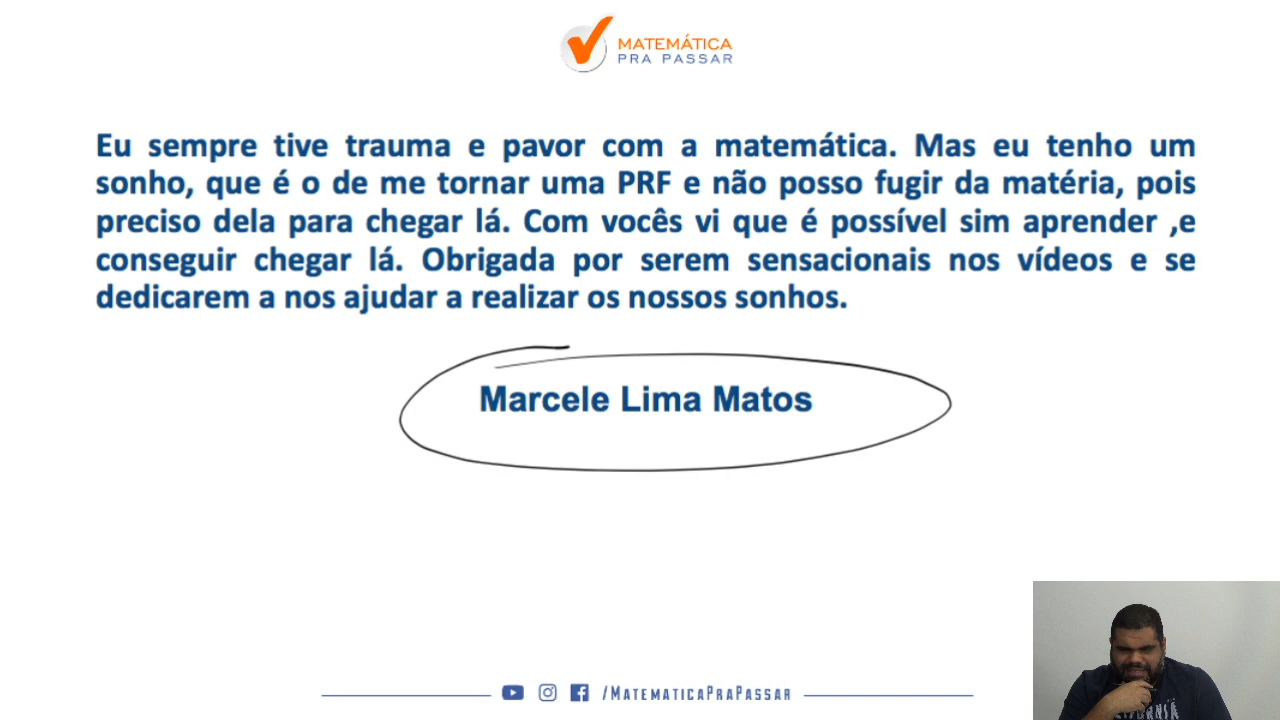 MATEMÁTICA
PRA PASSAR
Eu sempre tive trauma e pavor com a matemática. Mas eu tenho um
sonho, que é o de me tornar uma PRF e não posso fugir da matéria, pois
preciso dela para chegar lá. Com vocês vi que é possível sim aprender ,e
conseguir chegar lá. Obrigada por serem sensacionais nos vídeos e se
dedicarem a nos ajudar a realizar os nossos sonhos.
Marcele Lima Matos
/MATEMATICAPRAPASSAR